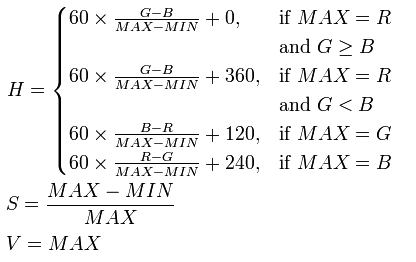 H = { 60 × (G−B)/(MAX−MIN) + 0, if MAX = R
and G ≥ B
60 × (G−B)/(MAX−MIN) + 360, if MAX = R
and G < B
60 × (B−R)/(MAX−MIN) + 120, if MAX = G
60 × (R−G)/(MAX−MIN) + 240, if MAX = B
S = (MAX − MIN)/MAX
V = MAX